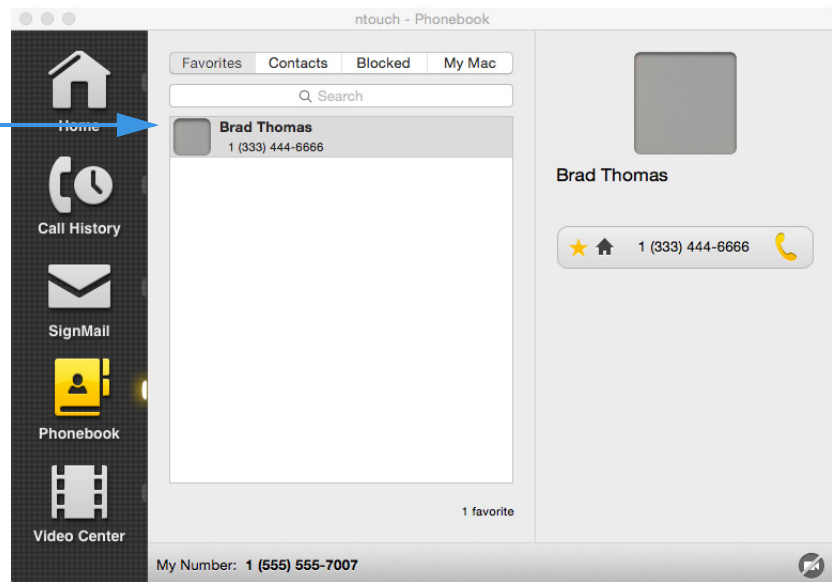 ntouch - Phonebook
Home
Call History
SignMail
Phonebook
Video Center
Favorites Contacts Blocked My Mac
Search
Brad Thomas
1 (333) 444-6666
1 favorite
Brad Thomas
1 (333) 444-6666
My Number: 1 (555) 555-7007